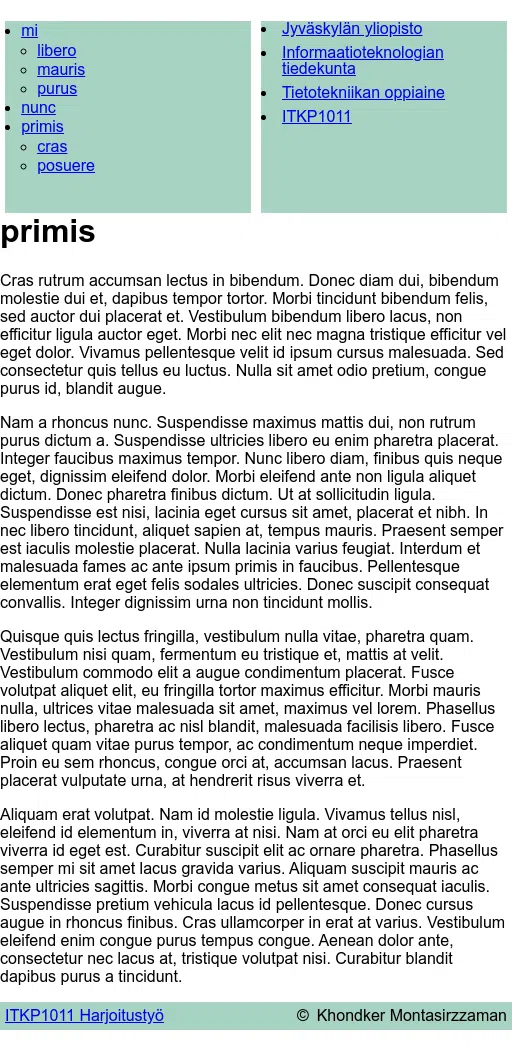 mi
libero
mauris
purus
nunc
primis
cras
posuere
Jyväskylän yliopisto
Informaatioteknologian
tiedekunta
Tietotekniikan oppiaine
ITKP1011
primis
Cras rutrum accumsan lectus in bibendum. Donec diam dui, bibendum
molestie dui et, dapibus tempor tortor. Morbi tincidunt bibendum felis,
sed auctor dui placerat et. Vestibulum bibendum libero lacus, non
efficitur ligula auctor eget. Morbi nec elit nec magna tristique efficitur vel
eget dolor. Vivamus pellentesque velit id ipsum cursus malesuada. Sed
consectetur quis tellus eu luctus. Nulla sit amet odio pretium, congue
purus id, blandit augue.
Nam a rhoncus nunc. Suspendisse maximus mattis dui, non rutrum
purus dictum a. Suspendisse ultricies libero eu enim pharetra placerat.
Integer faucibus maximus tempor. Nunc libero diam, finibus quis neque
eget, dignissim eleifend dolor. Morbi eleifend ante non ligula aliquet
dictum. Donec pharetra finibus dictum. Ut at sollicitudin ligula.
Suspendisse est nisi, lacinia eget cursus sit amet, placerat et nibh. In
nec libero tincidunt, aliquet sapien at, tempus mauris. Praesent semper
est iaculis molestie placerat. Nulla lacinia varius feugiat. Interdum et
malesuada fames ac ante ipsum primis in faucibus. Pellentesque
elementum erat eget felis sodales ultricies. Donec suscipit consequat
convallis. Integer dignissim urna non tincidunt mollis.
Quisque quis lectus fringilla, vestibulum nulla vitae, pharetra quam.
Vestibulum nisi quam, fermentum eu tristique et, mattis at velit.
Vestibulum commodo elit a augue condimentum placerat. Fusce
volutpat aliquet elit, eu fringilla tortor maximus efficitur. Morbi mauris
nulla, ultrices vitae malesuada sit amet, maximus vel lorem. Phasellus
libero lectus, pharetra ac nisl blandit, malesuada facilisis libero. Fusce
aliquet quam vitae purus tempor, ac condimentum neque imperdiet.
Proin eu sem rhoncus, congue orci at, accumsan lacus. Praesent
placerat vulputate urna, at hendrerit risus viverra et.
Aliquam erat volutpat. Nam id molestie ligula. Vivamus tellus nisl,
eleifend id elementum in, viverra at nisi. Nam at orci eu elit pharetra
viverra id eget est. Curabitur suscipit elit ac ornare pharetra. Phasellus
semper mi sit amet lacus gravida varius. Aliquam suscipit mauris ac
ante ultricies sagittis. Morbi congue metus sit amet consequat iaculis.
Suspendisse pretium vehicula lacus id pellentesque. Donec cursus
augue in rhoncus finibus. Cras ullamcorper in erat at varius. Vestibulum
eleifend enim congue purus tempus congue. Aenean dolor ante,
consectetur nec lacus at, tristique volutpat nisi. Curabitur blandit
dapibus purus a tincidunt.
ITKP1011 Harjoitustyö
© Khondker Montasirzzaman